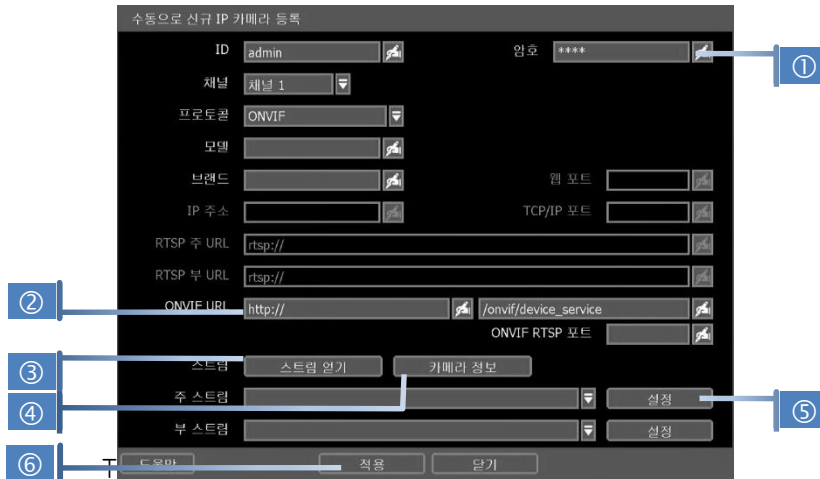 수동으로 신규 IP 카메라 등록
ID admin 암호 ****
①
채널 채널 1
프로토콜 ONVIF
모델
브랜드 웹 포트
IP 주소 TCP/IP 포트
RTSP 주 URL rtsp://
RTSP 부 URL rtsp://
② ONVIF URL http:// /onvif/device_service
ONVIF RTSP 포트
③ 스트림 스트림 얻기 카메라 정보
④ 주 스트림 설정 ⑤
부 스트림 설정
⑥ 도움말 적용 닫기